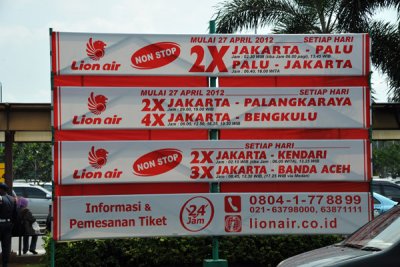 MULAI 27 APRIL 2012 SETIAP HARI
Lion air
NON STOP
2X JAKARTA - PALU
PALU - JAKARTA
MULAI 27 APRIL 2012 SETIAP HARI
Lion air
2X JAKARTA - PALANGKARAYA
4X JAKARTA - BENGKULU
SETIAP HARI
Lion air
NON STOP
2X JAKARTA - KENDARI
3X JAKARTA - BANDA ACEH
Informasi &
Pemesanan Tiket
24 Jam
0804-1-778899
021-63798000, 63871111
lionair.co.id